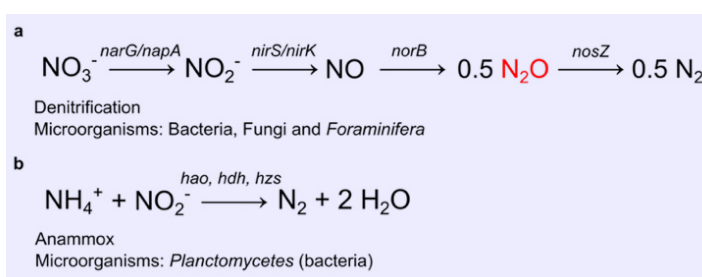 a
narG/napA nirS/nirK norB nosZ
NO₃⁻ → NO₂⁻ → NO → 0.5 N₂O → 0.5 N₂
Denitrification
Microorganisms: Bacteria, Fungi and Foraminifera
b
hao, hdh, hzs
NH₄⁺ + NO₂⁻ → N₂ + 2 H₂O
Anammox
Microorganisms: Planctomycetes (bacteria)